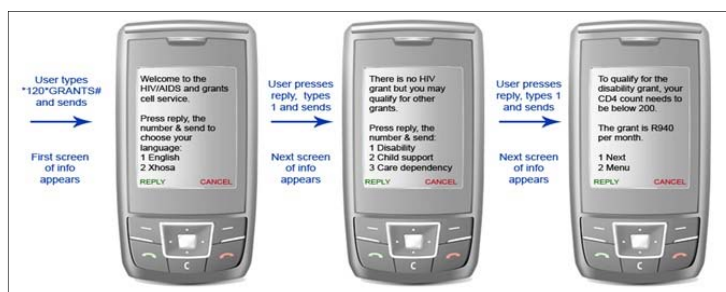 User types
*120*GRANTS#
and sends
First screen
of info
appears
Welcome to the
HIV/AIDS and grants
cell service.
Press reply, the
number & send to
choose your
language:
1 English
2 Xhosa
REPLY CANCEL
User presses
reply, types
1 and sends
Next screen
of info
appears
There is no HIV
grant but you may
qualify for other
grants.
Press reply, the
number & send:
1 Disability
2 Child support
3 Care dependency
REPLY CANCEL
User presses
reply, types 1
and sends
Next screen
of info
appears
To qualify for the
disability grant, your
CD4 count needs to
be below 200.
The grant is R940
per month.
1 Next
2 Menu
REPLY CANCEL